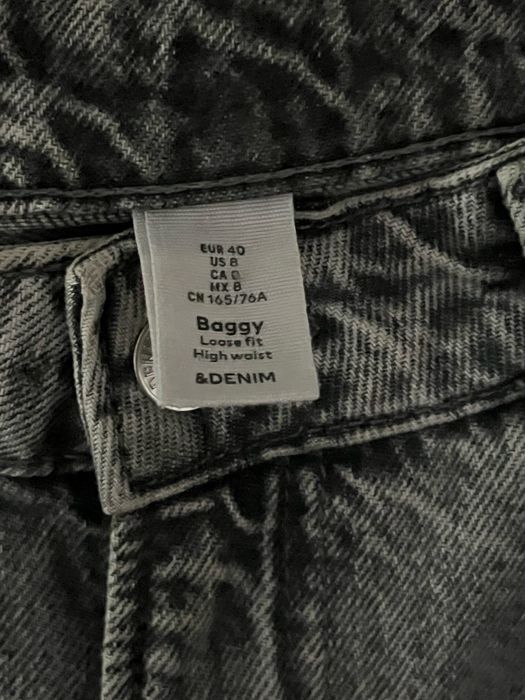 EUR 40
US 8
CA 8
MX 8
CN 165/76A
Baggy
Loose fit
High waist
&DENIM